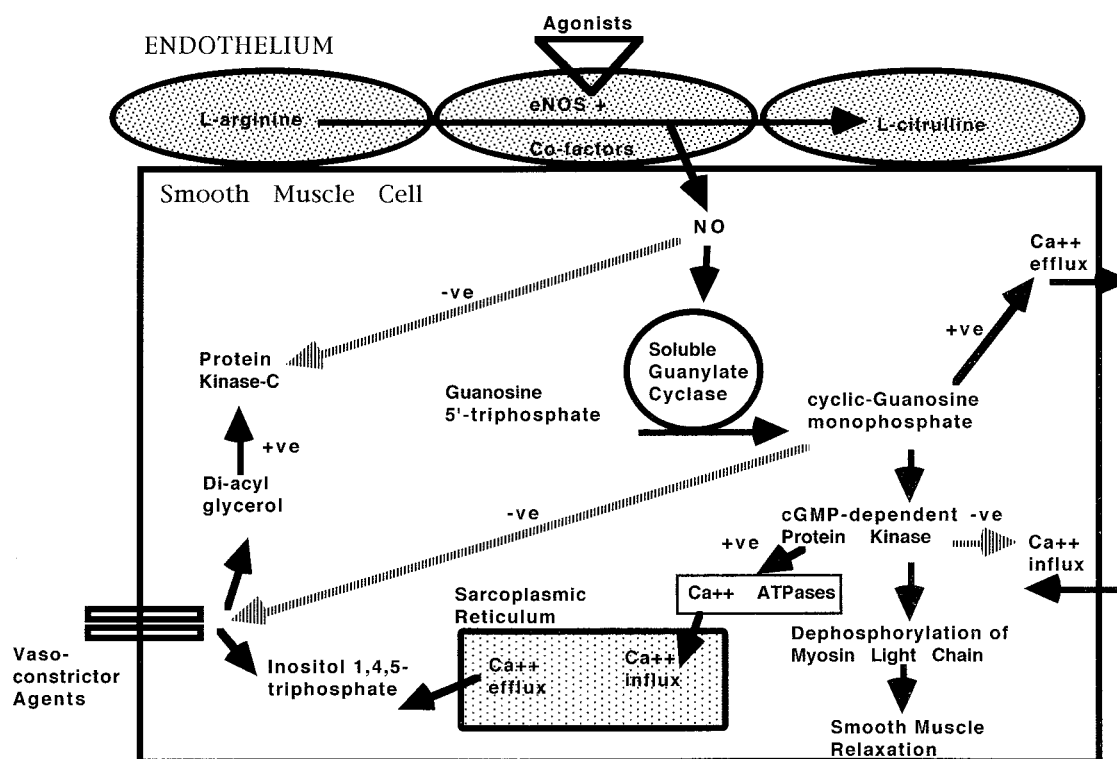 Agonists
ENDOTHELIUM
eNOS +
L-arginine
L-citrulline
Co-factors
Smooth Muscle Cell
NO
Ca++
efflux
-ve
+ve
Protein
Kinase-C
Soluble
Guanylate
Cyclase
Guanosine
5'-triphosphate
cyclic-Guanosine
monophosphate
+ve
Di-acyl
glycerol
-ve
cGMP-dependent -ve
Protein Kinase
+ve
Ca++
influx
Ca++ ATPases
Sarcoplasmic
Reticulum
Dephosphorylation of
Myosin Light Chain
Vaso-
constrictor
Agents
Inositol 1,4,5-
triphosphate
Ca++
efflux
Ca++
influx
Smooth Muscle
Relaxation